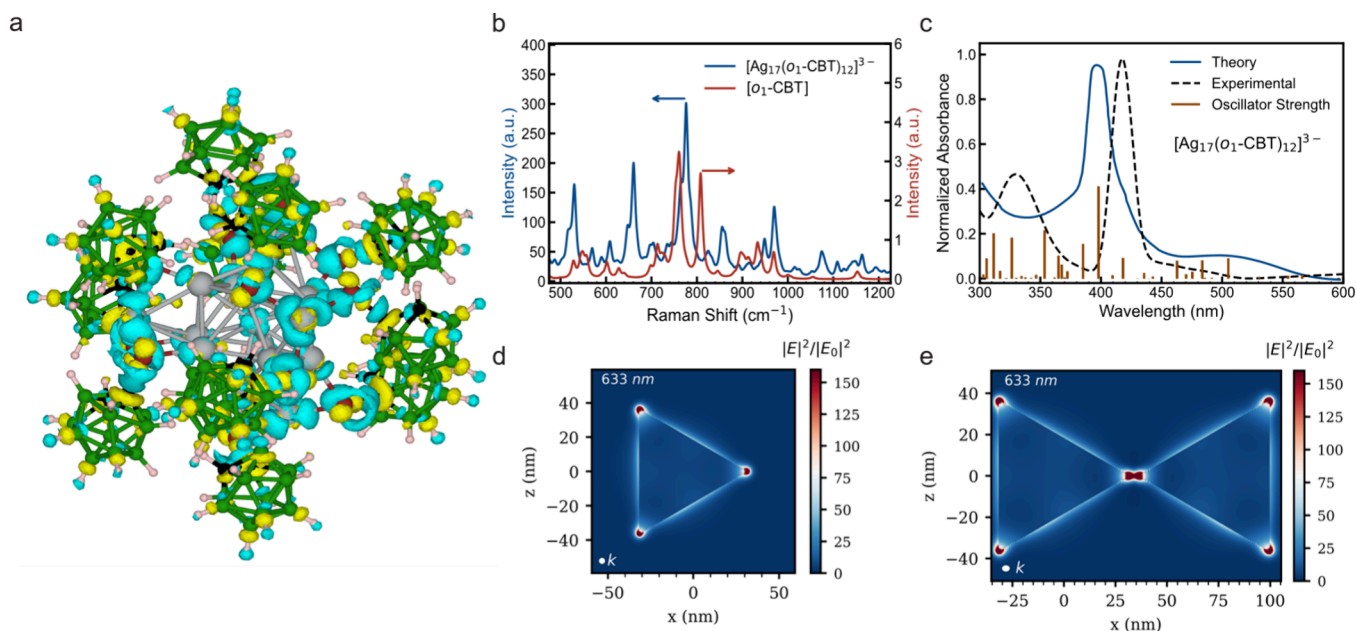 a
b
[Ag₁₇(o₁-CBT)₁₂]³⁻
[o₁-CBT]
Intensity (a.u.)
400
350
300
250
200
150
100
50
0
6
5
4
3
2
1
0
Intensity (a.u.)
500 600 700 800 900 1000 1100 1200
Raman Shift (cm⁻¹)
c
Theory
Experimental
Oscillator Strength
[Ag₁₇(o₁-CBT)₁₂]³⁻
Normalized Absorbance
1.0
0.8
0.6
0.4
0.2
0.0
300 350 400 450 500 550 600
Wavelength (nm)
d
|E|²/|E₀|²
633 nm
k
z (nm)
40
20
0
−20
−40
−50 0 50
x (nm)
150
125
100
75
50
25
0
e
|E|²/|E₀|²
633 nm
k
z (nm)
40
20
0
−20
−40
−25 0 25 50 75 100
x (nm)
150
125
100
75
50
25
0